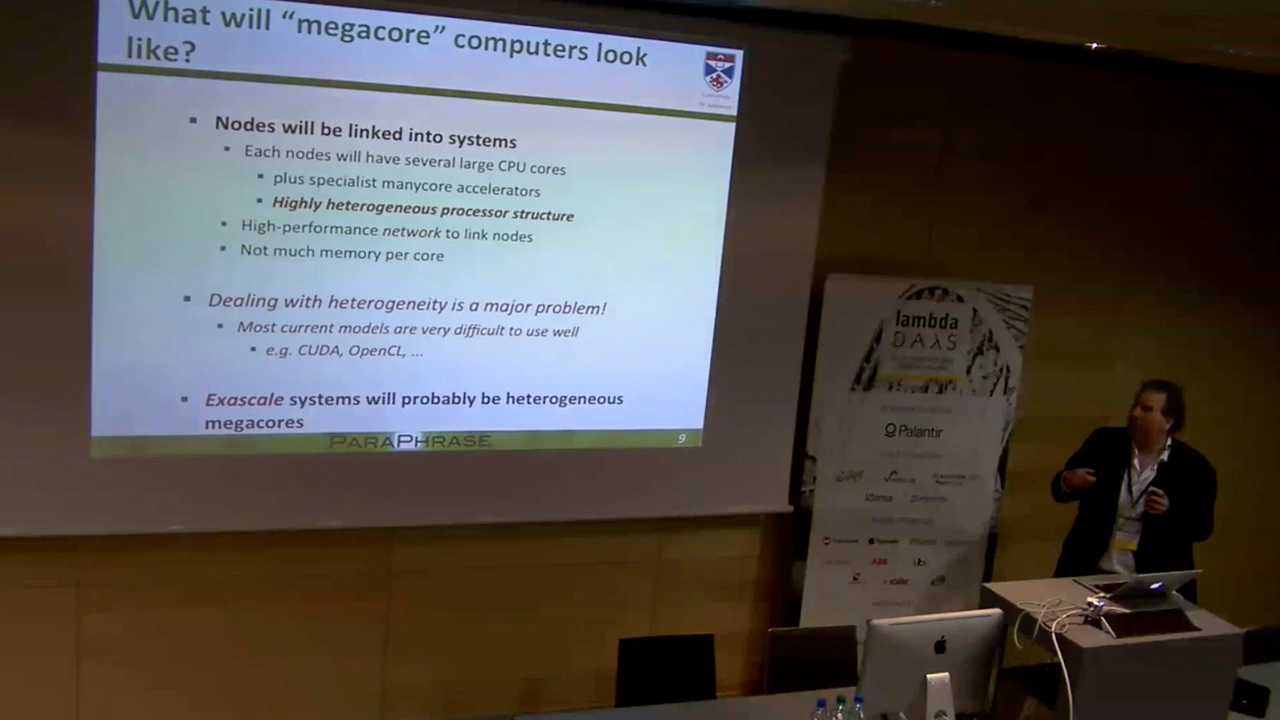 What will “megacore” computers look
like?
Nodes will be linked into systems
Each nodes will have several large CPU cores
plus specialist manycore accelerators
Highly heterogeneous processor structure
High-performance network to link nodes
Not much memory per core
Dealing with heterogeneity is a major problem!
Most current models are very difficult to use well
e.g. CUDA, OpenCL, ...
Exascale systems will probably be heterogeneous
megacores
PARAPHRASE
9
lambda
DAYS
Palantir
ABB